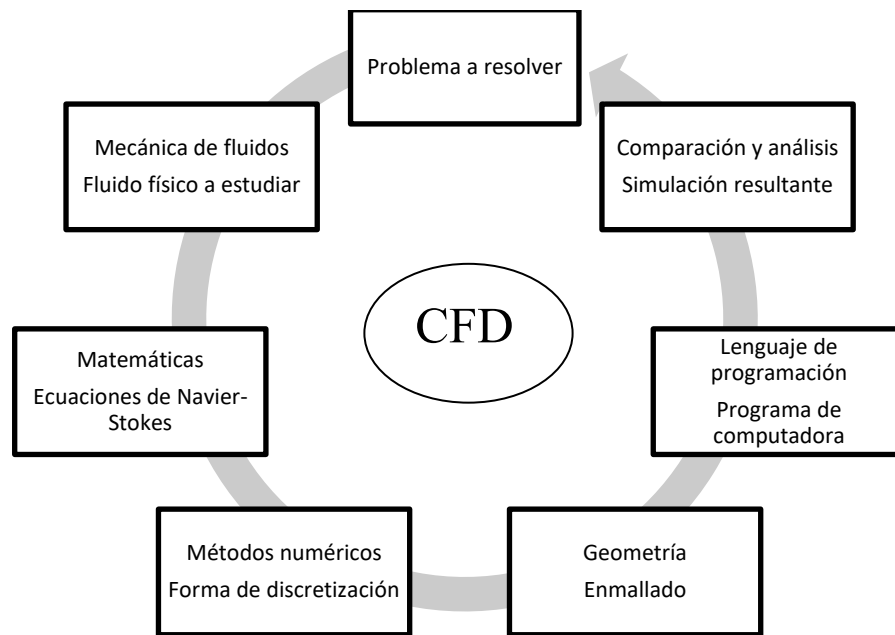 Problema a resolver
Mecánica de fluidos
Fluido físico a estudiar
Comparación y análisis
Simulación resultante
CFD
Matemáticas
Ecuaciones de Navier-
Stokes
Lenguaje de
programación
Programa de
computadora
Métodos numéricos
Forma de discretización
Geometría
Enmallado